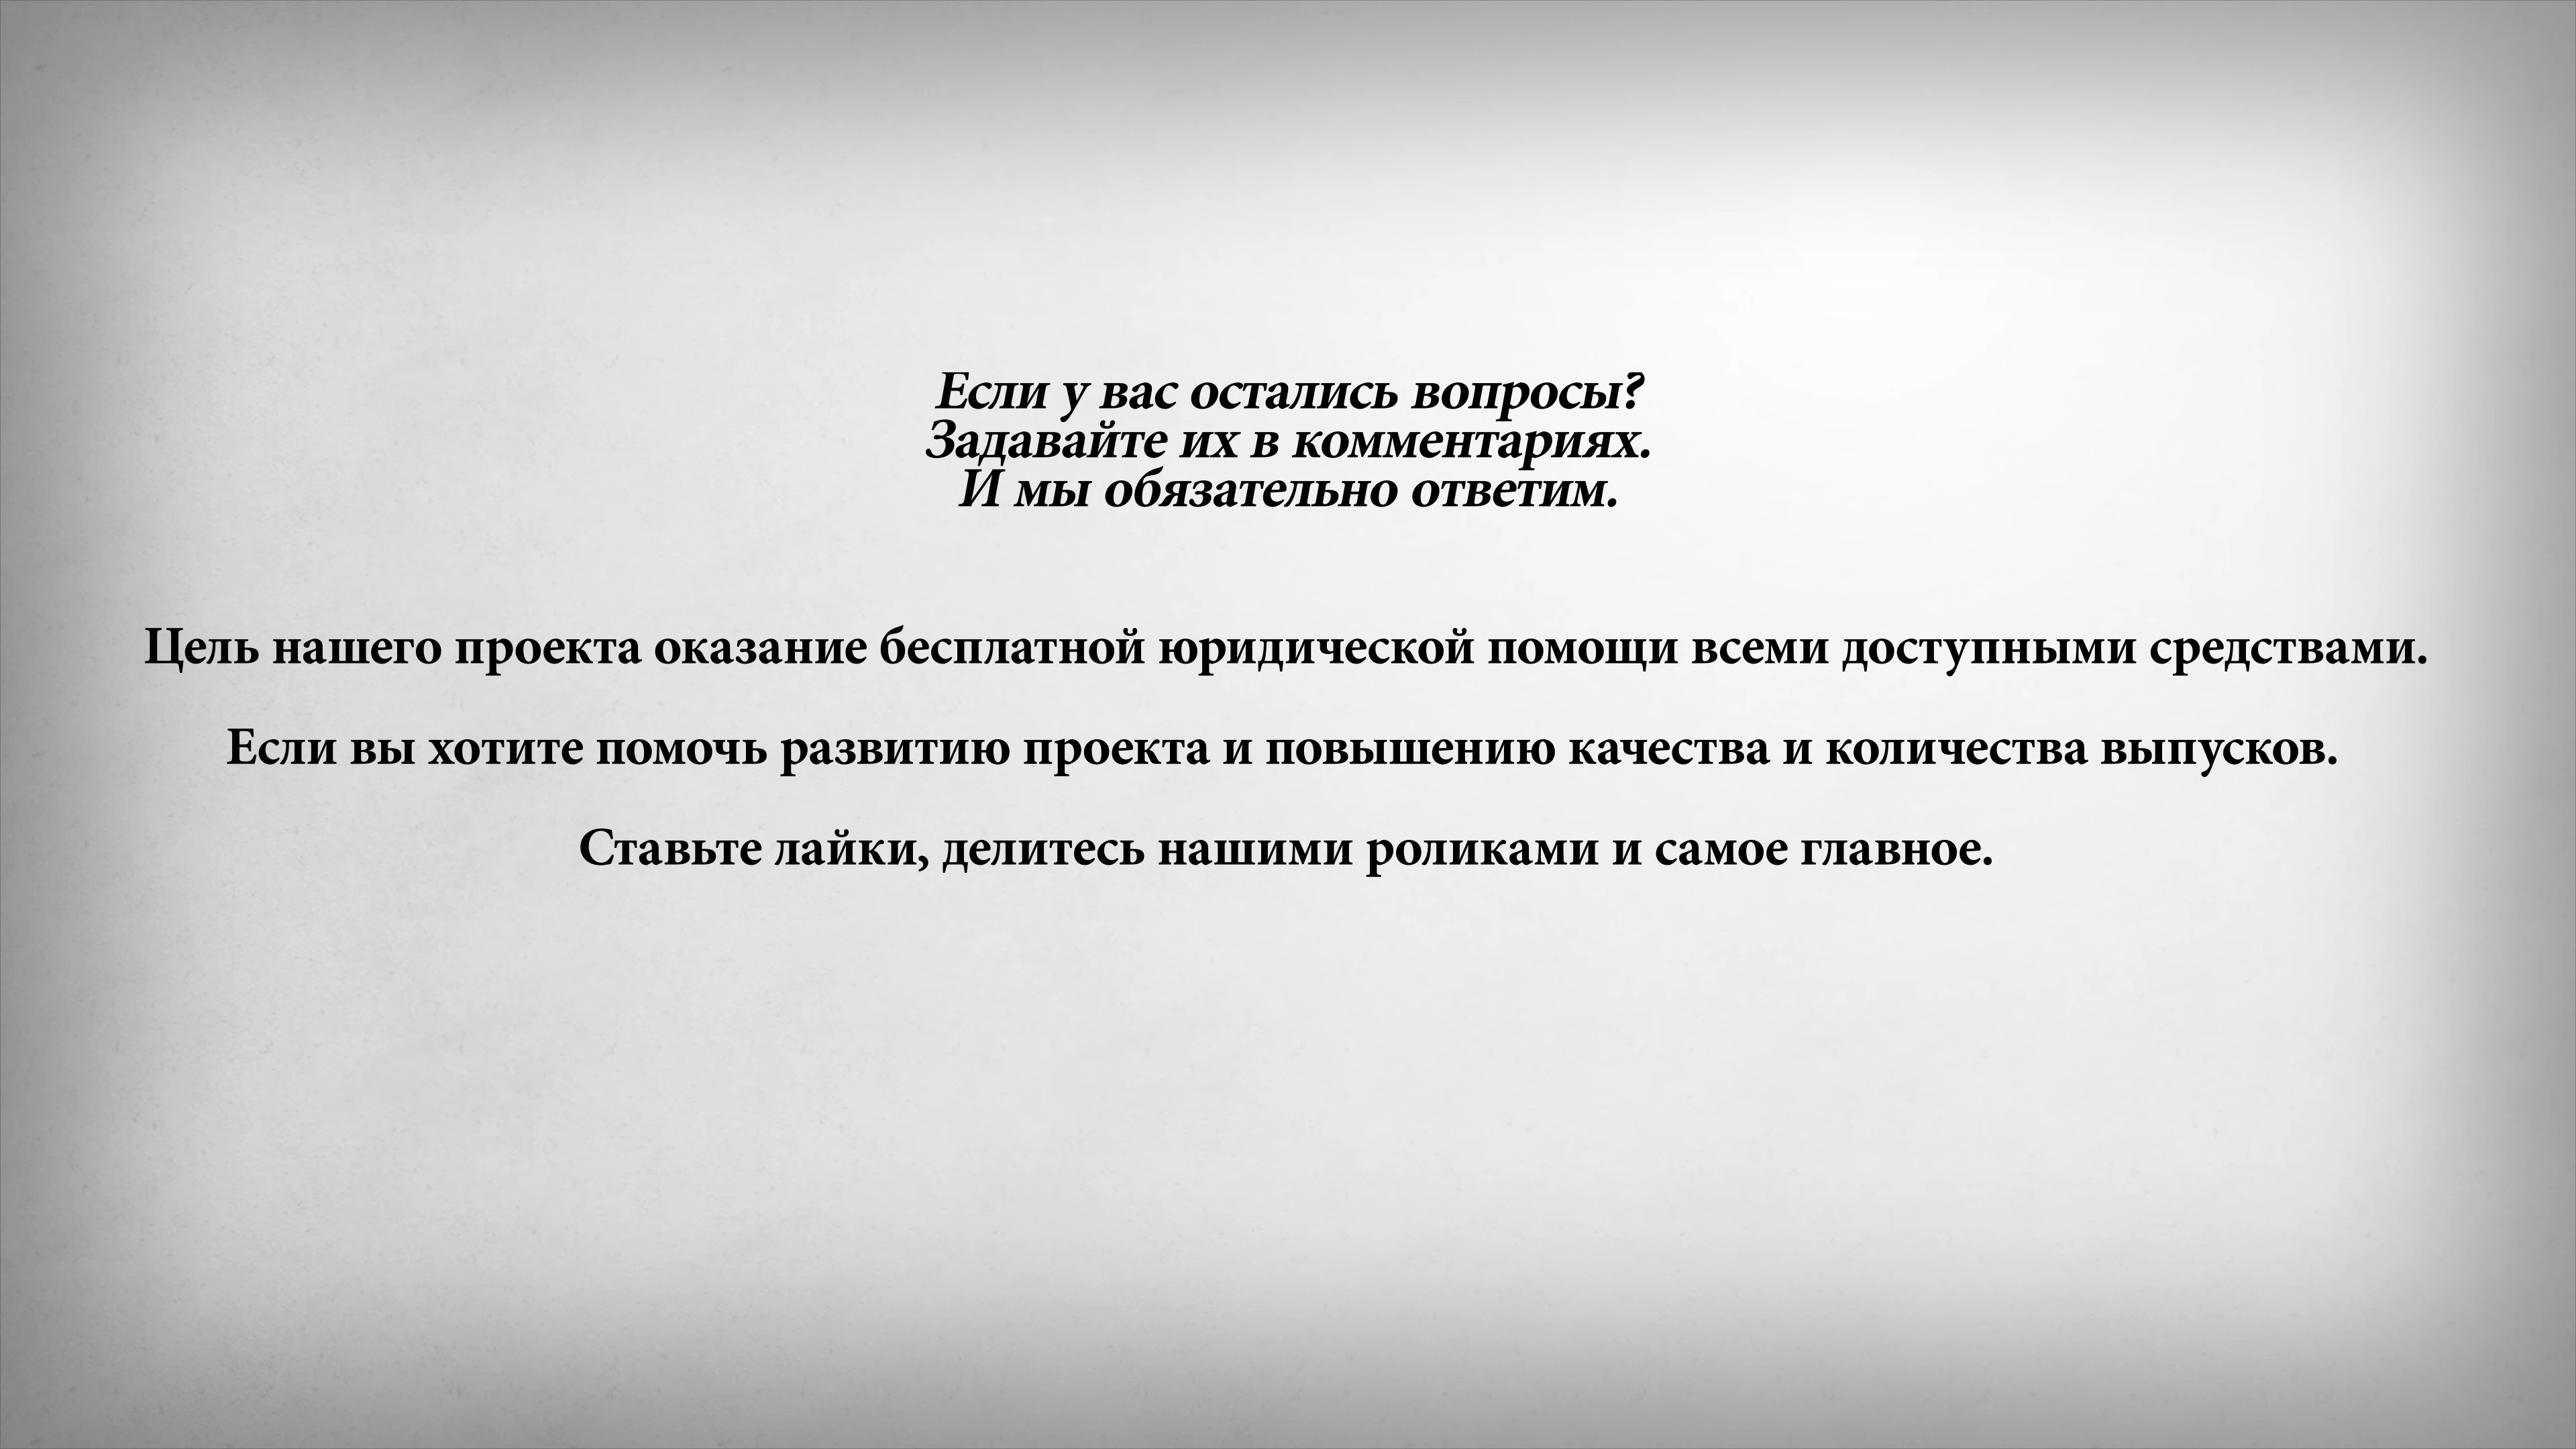 Если у вас остались вопросы?
Задавайте их в комментариях.
И мы обязательно ответим.
Цель нашего проекта оказание бесплатной юридической помощи всеми доступными средствами.
Если вы хотите помочь развитию проекта и повышению качества и количества выпусков.
Ставьте лайки, делитесь нашими роликами и самое главное.